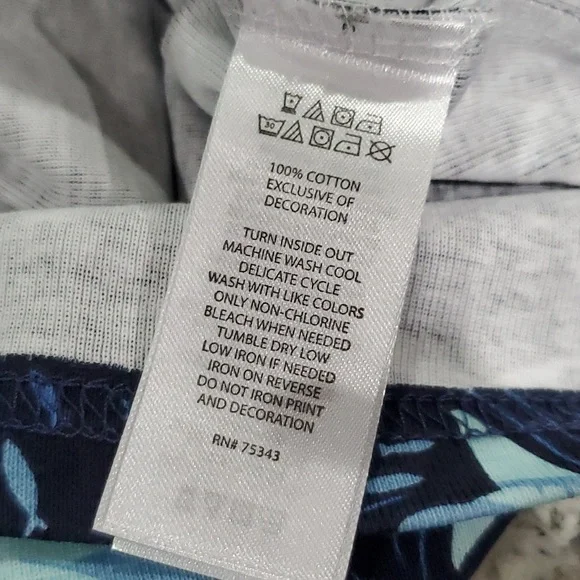 30
100% COTTON
EXCLUSIVE OF
DECORATION
TURN INSIDE OUT
MACHINE WASH COOL
DELICATE CYCLE
WASH WITH LIKE COLORS
ONLY NON-CHLORINE
BLEACH WHEN NEEDED
TUMBLE DRY LOW
LOW IRON IF NEEDED
IRON ON REVERSE
DO NOT IRON PRINT
AND DECORATION
RN# 75343